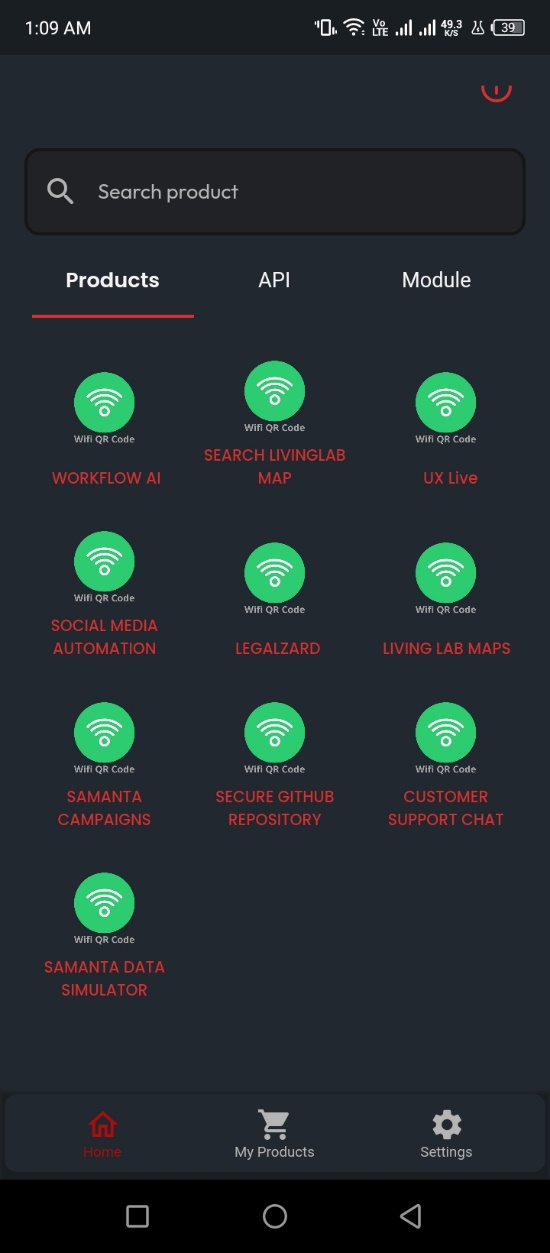 1:09 AM
Vo LTE
49.3 K/S
39
Search product
Products
API
Module
Wifi QR Code
WORKFLOW AI
Wifi QR Code
SEARCH LIVINGLAB
MAP
Wifi QR Code
UX Live
Wifi QR Code
SOCIAL MEDIA
AUTOMATION
Wifi QR Code
LEGALZARD
Wifi QR Code
LIVING LAB MAPS
Wifi QR Code
SAMANTA
CAMPAIGNS
Wifi QR Code
SECURE GITHUB
REPOSITORY
Wifi QR Code
CUSTOMER
SUPPORT CHAT
Wifi QR Code
SAMANTA DATA
SIMULATOR
Home
My Products
Settings